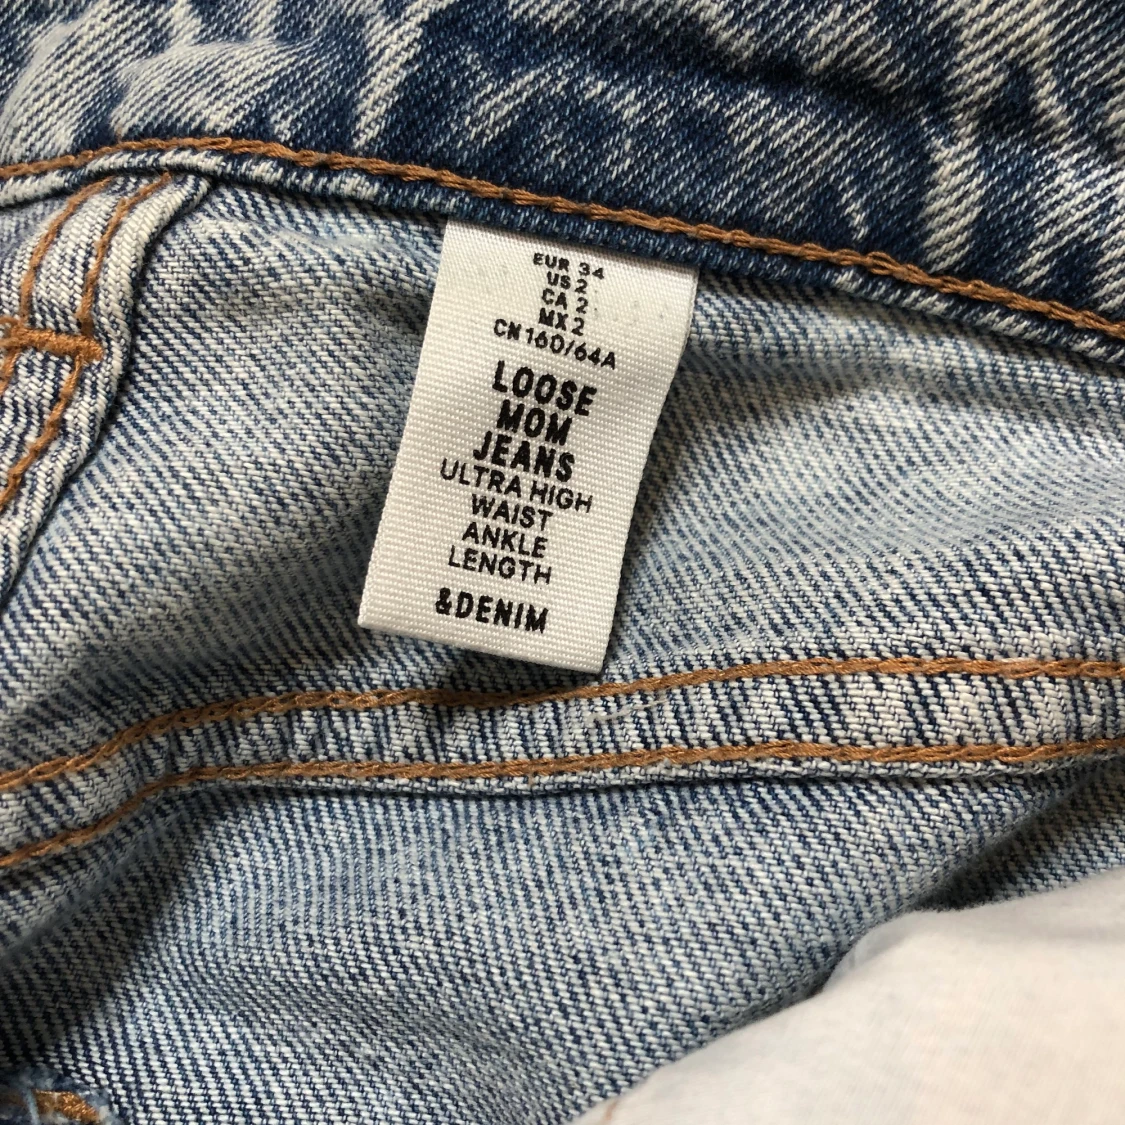 EUR 34
US 2
CA 2
MX 2
CN 160/64A
LOOSE
MOM
JEANS
ULTRA HIGH
WAIST
ANKLE
LENGTH
&DENIM